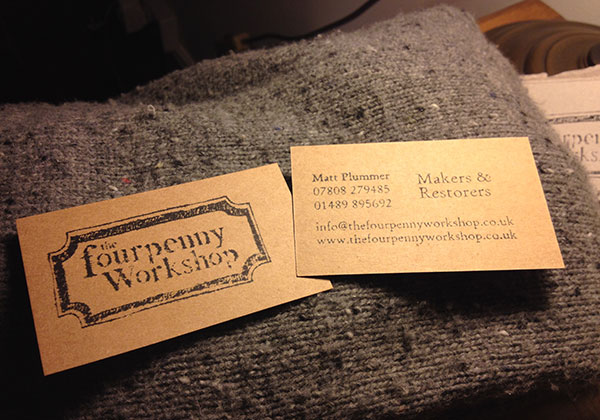 the
fourpenny
Workshop
Matt Plummer
07808 279485
01489 895692
Makers &
Restorers
info@thefourpennyworkshop.co.uk
www.thefourpennyworkshop.co.uk